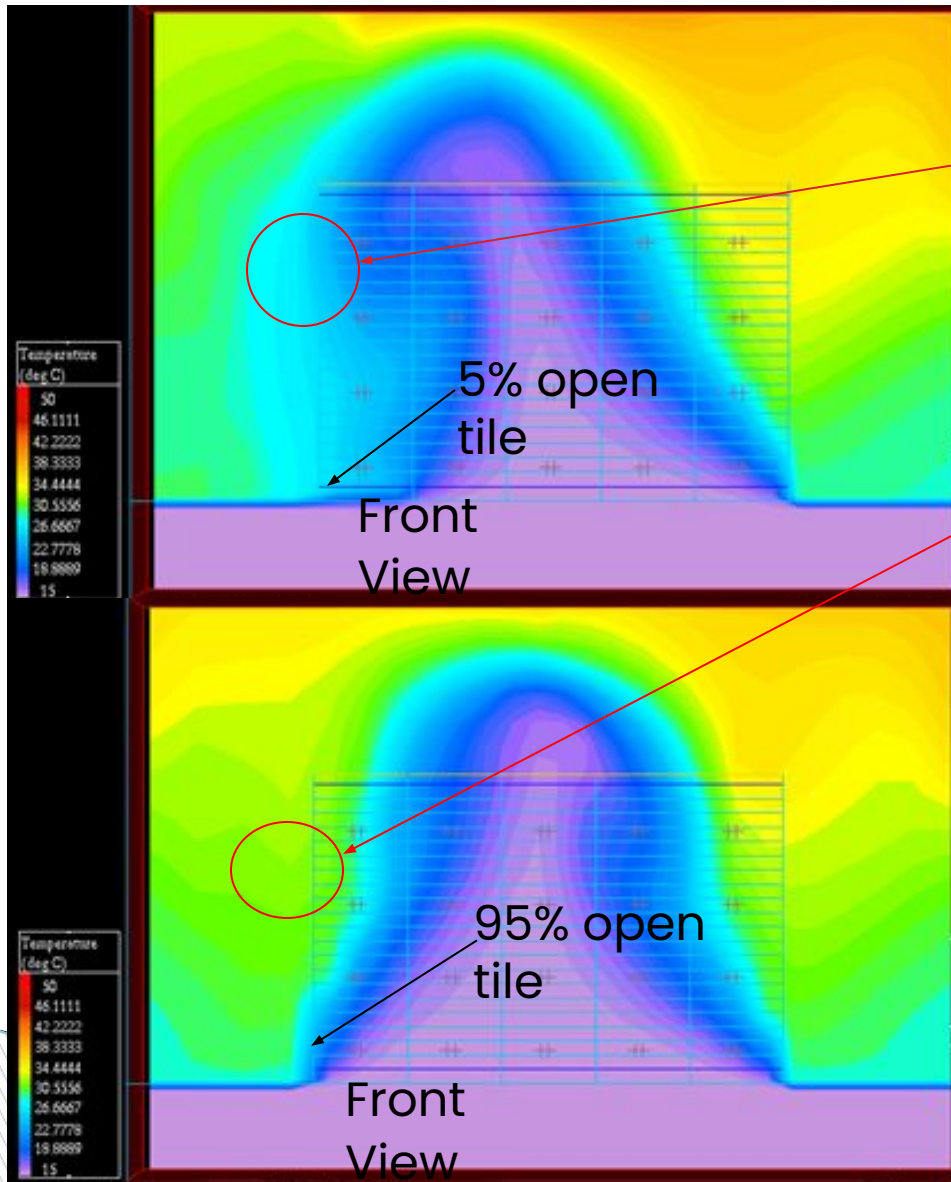 5% open
tile
Temperature
(deg C)
50
46.1111
42.2222
38.3333
34.4444
30.5556
26.6667
22.7778
18.8889
15
Front
View
95% open
tile
Temperature
(deg C)
50
46.1111
42.2222
38.3333
34.4444
30.5556
26.6667
22.7778
18.8889
15
Front
View